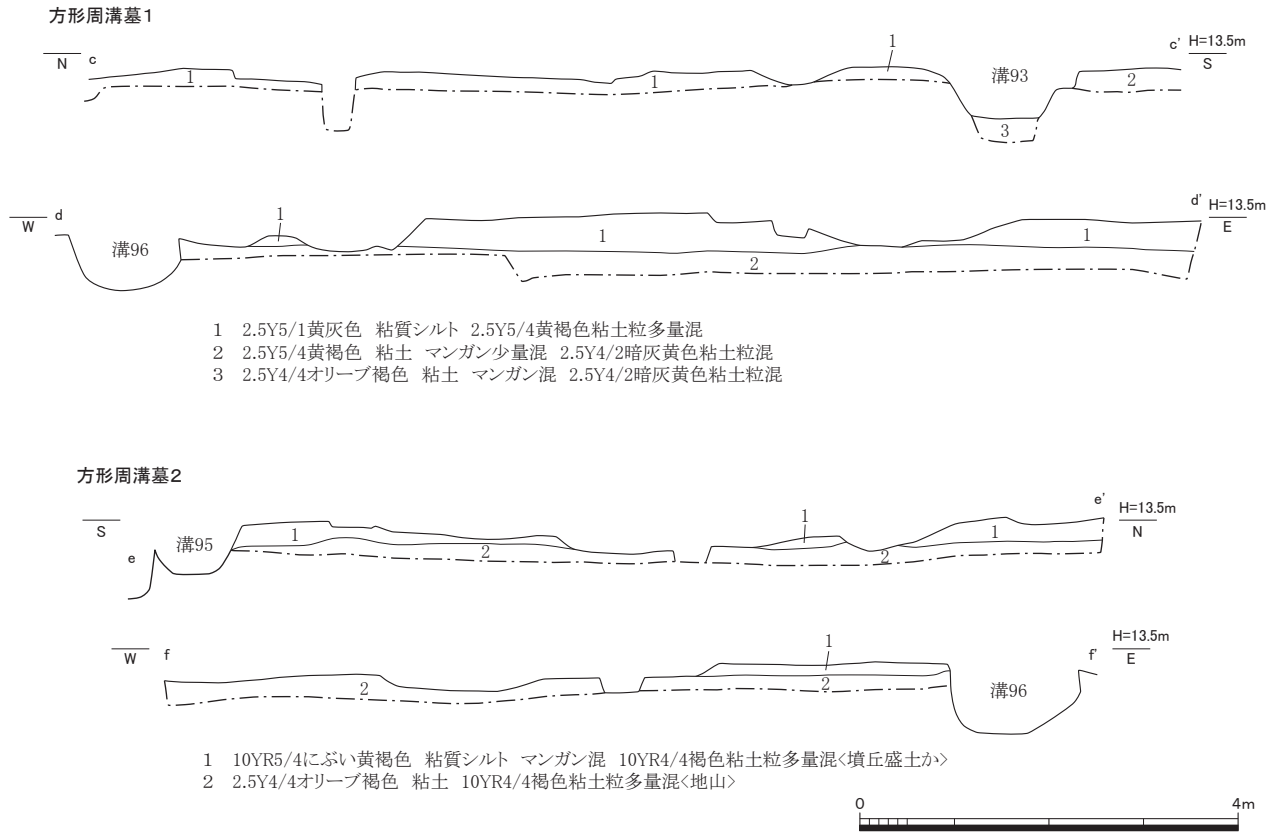 方形周溝墓1
1
N c 1 1 溝93 2 3 c' H=13.5m S
1
W d 溝96 1 2 1 d' H=13.5m E
1 2.5Y5/1黄灰色 粘質シルト 2.5Y5/4黄褐色粘土粒多量混
2 2.5Y5/4黄褐色 粘土 マンガン少量混 2.5Y4/2暗灰黄色粘土粒混
3 2.5Y4/4オリーブ褐色 粘土 マンガン混 2.5Y4/2暗灰黄色粘土粒混
方形周溝墓2
1
S e 溝95 1 2 2 1 e' H=13.5m N
1
W f 2 2 溝96 f' H=13.5m E
1 10YR5/4にぶい黄褐色 粘質シルト マンガン混 10YR4/4褐色粘土粒多量混<墳丘盛土か>
2 2.5Y4/4オリーブ褐色 粘土 10YR4/4褐色粘土粒多量混<地山>
0 4m